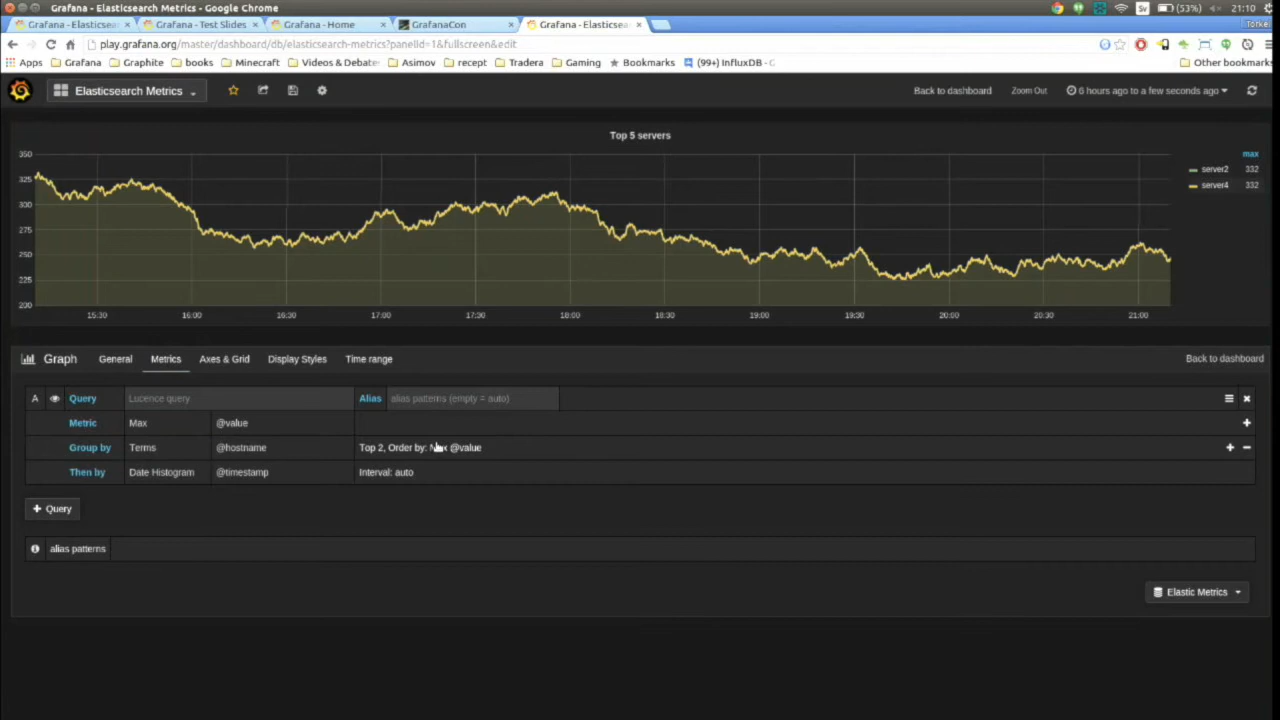 Grafana - Elasticsearch Metrics - Google Chrome
Sv (53%) 21:10
Grafana - Elasticsea × Grafana - Test Slides × Grafana - Home × GrafanaCon × Grafana - Elasticsea × Torke
play.grafana.org/master/dashboard/db/elasticsearch-metrics?panelId=1&fullscreen&edit
Apps Grafana Graphite books Minecraft Videos & Debate Asimov recept Tradera Gaming Bookmarks (99+) InfluxDB - G Other bookmarks
Elasticsearch Metrics Back to dashboard Zoom Out 6 hours ago to a few seconds ago
Top 5 servers
350
325
300
275
250
225
200
15:30 16:00 16:30 17:00 17:30 18:00 18:30 19:00 19:30 20:00 20:30 21:00
max
server2 332
server4 332
Graph General Metrics Axes & Grid Display Styles Time range Back to dashboard
A Query Lucence query Alias alias patterns (empty = auto)
Metric Max @value
Group by Terms @hostname Top 2, Order by: @value
Then by Date Histogram @timestamp Interval: auto
+ Query
alias patterns
Elastic Metrics